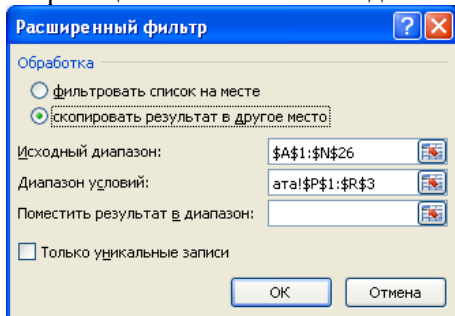 Расширенный фильтр
Обработка
фильтровать список на месте
скопировать результат в другое место
Исходный диапазон: $A$1:$N$26
Диапазон условий: ата!$P$1:$R$3
Поместить результат в диапазон:
Только уникальные записи
ОК Отмена